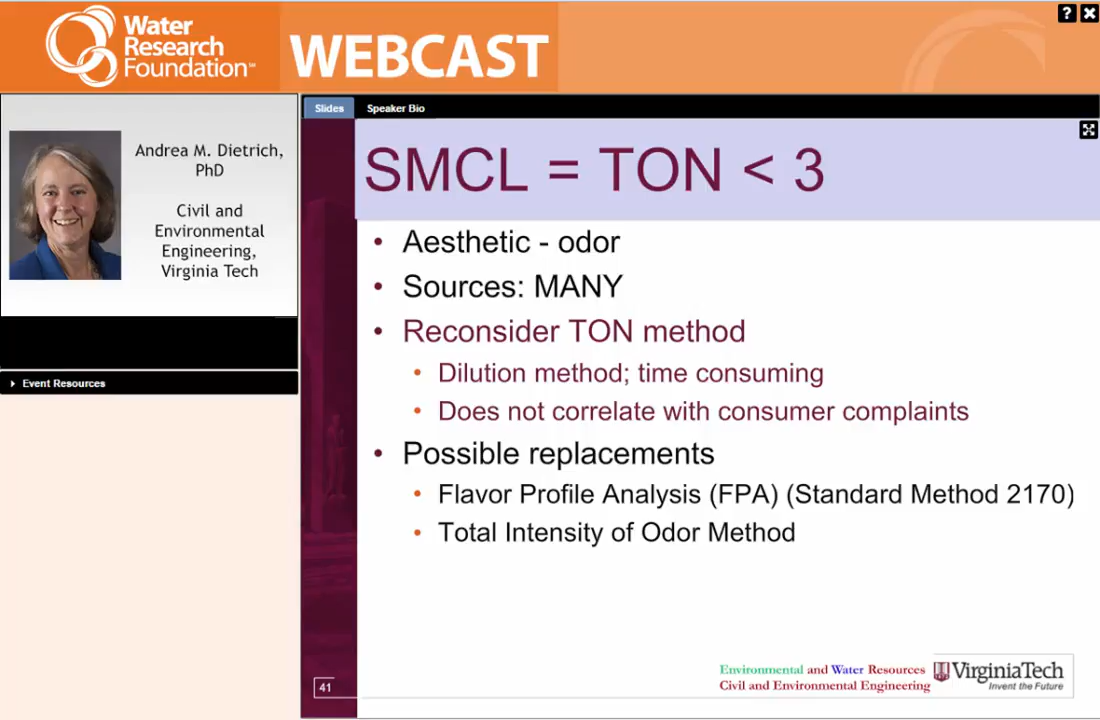 Water
Research
Foundation™
WEBCAST
Andrea M. Dietrich,
PhD
Civil and
Environmental
Engineering,
Virginia Tech
Event Resources
Slides
Speaker Bio
SMCL = TON < 3
• Aesthetic - odor
• Sources: MANY
• Reconsider TON method
• Dilution method; time consuming
• Does not correlate with consumer complaints
• Possible replacements
• Flavor Profile Analysis (FPA) (Standard Method 2170)
• Total Intensity of Odor Method
41
Environmental and Water Resources
Civil and Environmental Engineering
VirginiaTech
Invent the Future